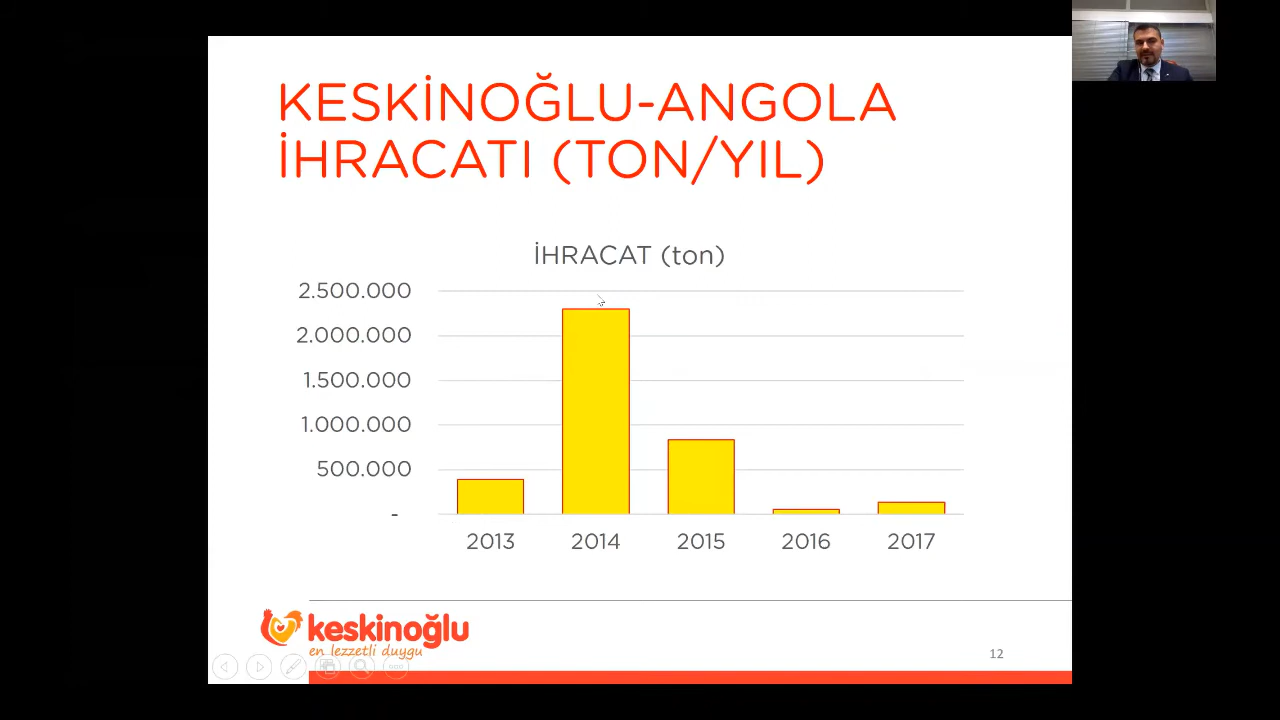 KESKİNOĞLU-ANGOLA
İHRACATI (TON/YIL)
İHRACAT (ton)
2.500.000
2.000.000
1.500.000
1.000.000
500.000
-
2013 2014 2015 2016 2017
keskinoğlu
en lezzetli duygu
12